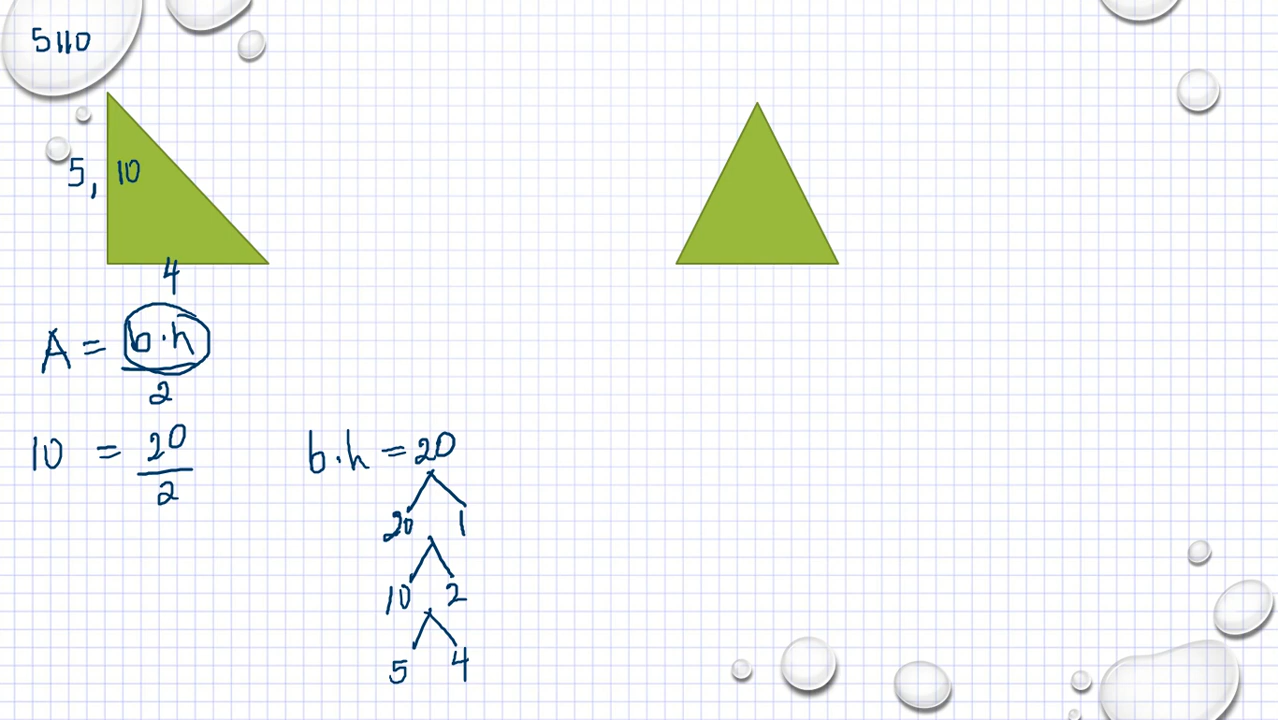 5110
5, 10
4
A = b·h / 2
10 = 20 / 2
b·h = 20
20 1
10 2
5 4